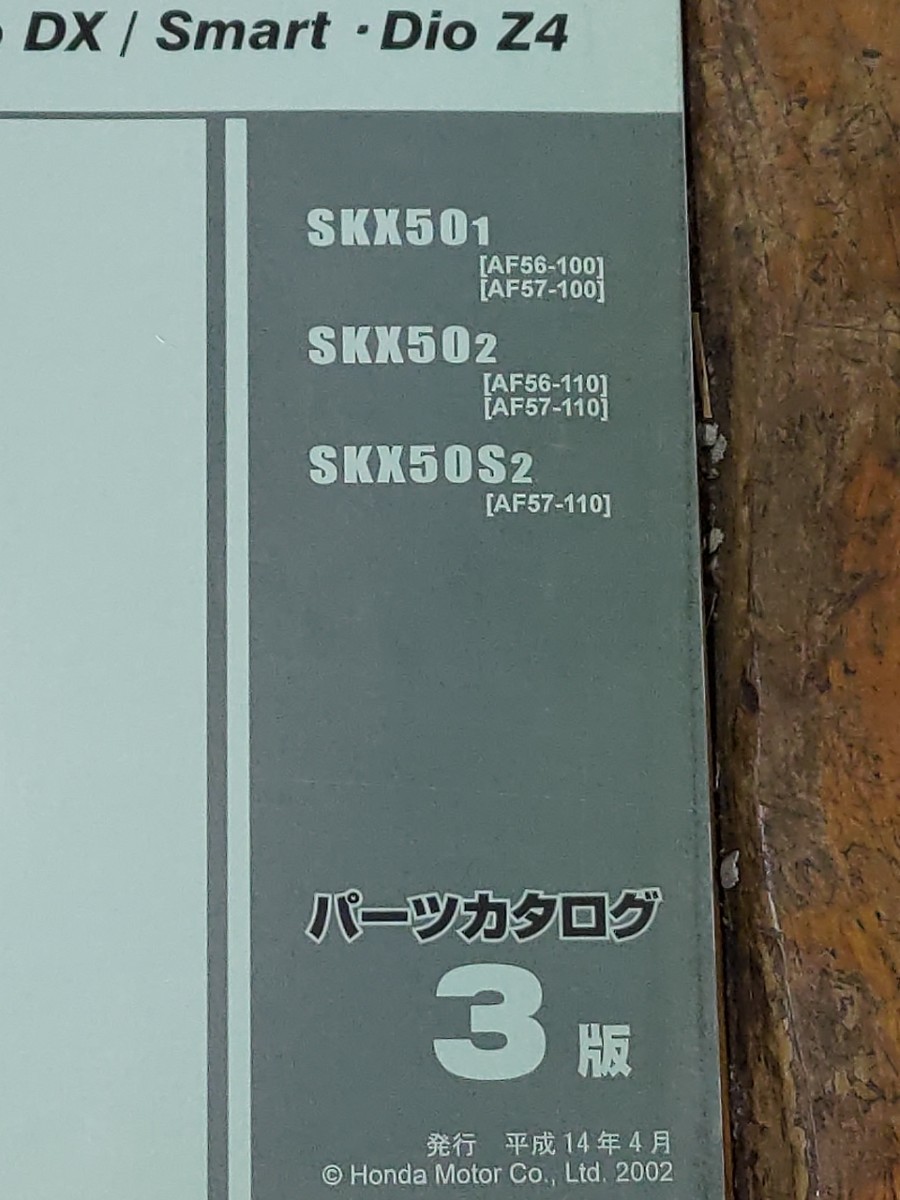 DX / Smart・Dio Z4
SKX501
[AF56-100]
[AF57-100]
SKX502
[AF56-110]
[AF57-110]
SKX50S2
[AF57-110]
パーツカタログ
3 版
発行 平成14年4月
© Honda Motor Co., Ltd. 2002